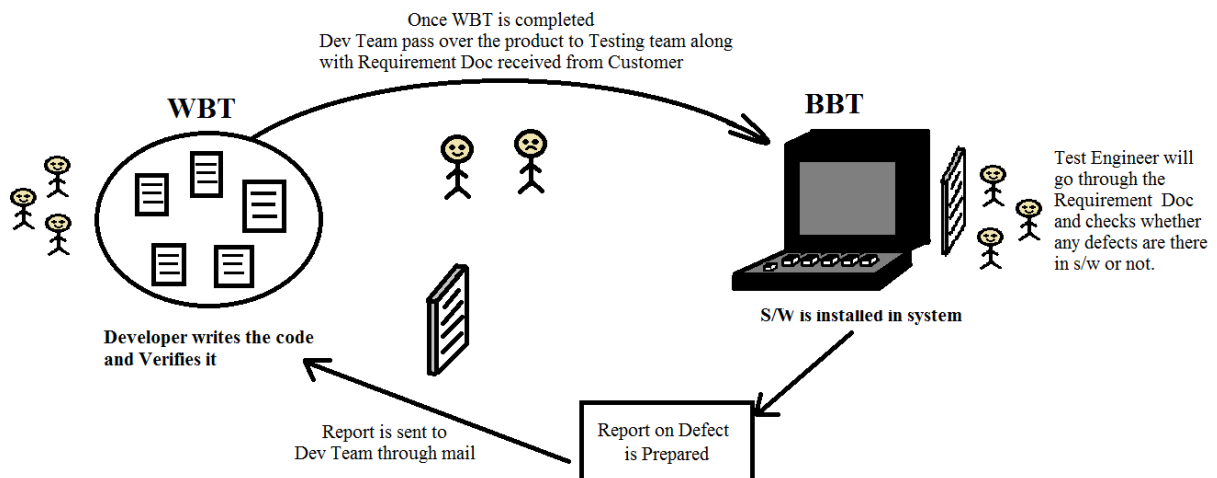 Once WBT is completed
Dev Team pass over the product to Testing team along
with Requirement Doc received from Customer
WBT
BBT
Test Engineer will
go through the
Requirement Doc
and checks whether
any defects are there
in s/w or not.
S/W is installed in system
Developer writes the code
and Verifies it
Report is sent to
Dev Team through mail
Report on Defect
is Prepared